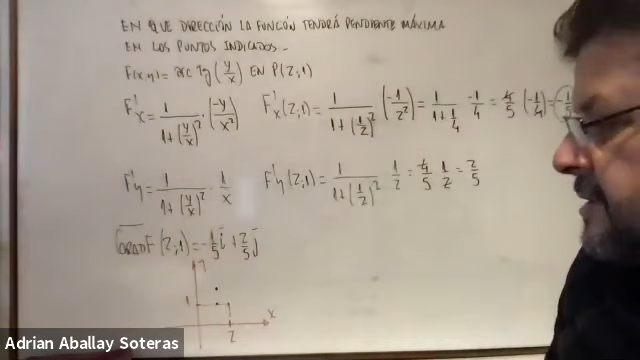 EN QUE DIRECCIÓN LA FUNCIÓN TENDRÁ PENDIENTE MÁXIMA
EN LOS PUNTOS INDICADOS.-
F(x,y) = arc Tg (y/x) EN P(2;1)
F'x = 1/(1+(y/x)²) · (-y/x²) F'x(2;1) = 1/(1+(1/2)²) (-1/2²) = 1/(1+1/4) -1/4 = 4/5 (-1/4) = -1/5
F'y = 1/(1+(y/x)²) · 1/x F'y(2;1) = 1/(1+(1/2)²) 1/2 = 4/5 1/2 = 2/5
GRAD F (2;1) = -1/5 i + 2/5 j
y
1
x
2
Adrian Aballay Soteras